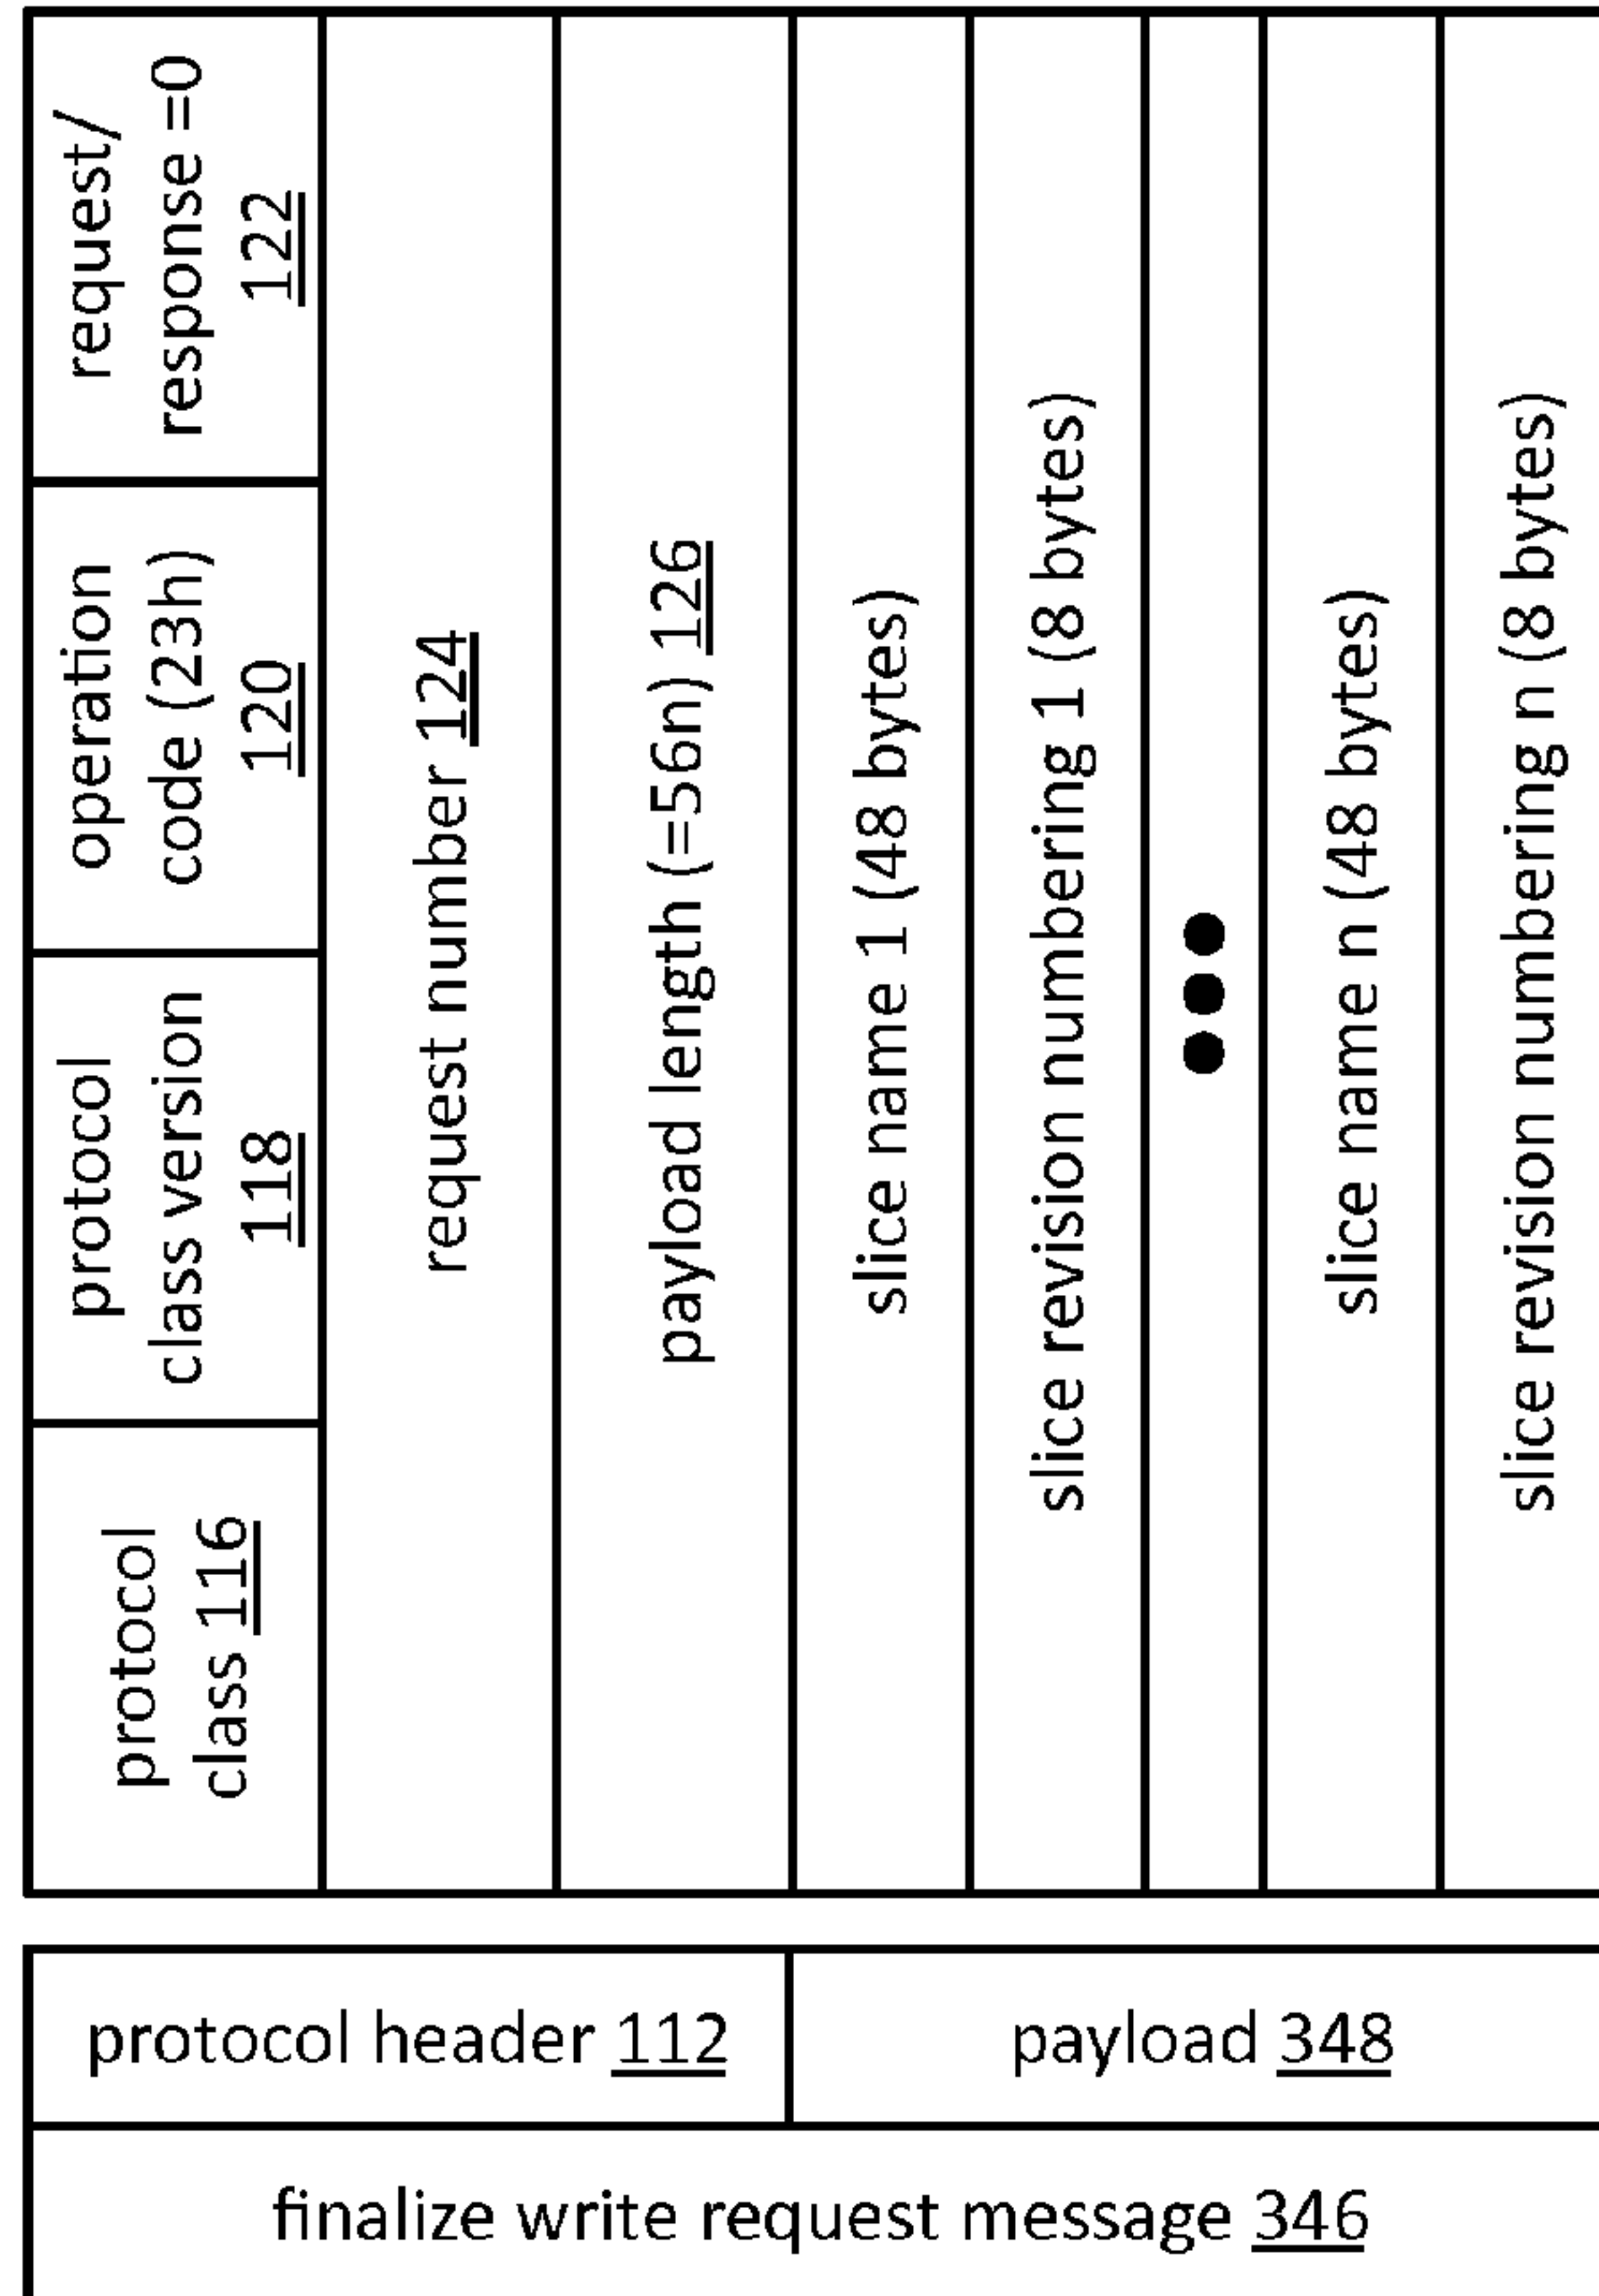 finalize write request message 346
protocol header 112
payload 348
protocol
class 116
protocol
class version
118
operation
code (23h)
120
request/
response =0
122
request number 124
payload length (=56n) 126
slice name 1 (48 bytes)
slice revision numbering 1 (8 bytes)
●●●
slice name n (48 bytes)
slice revision numbering n (8 bytes)